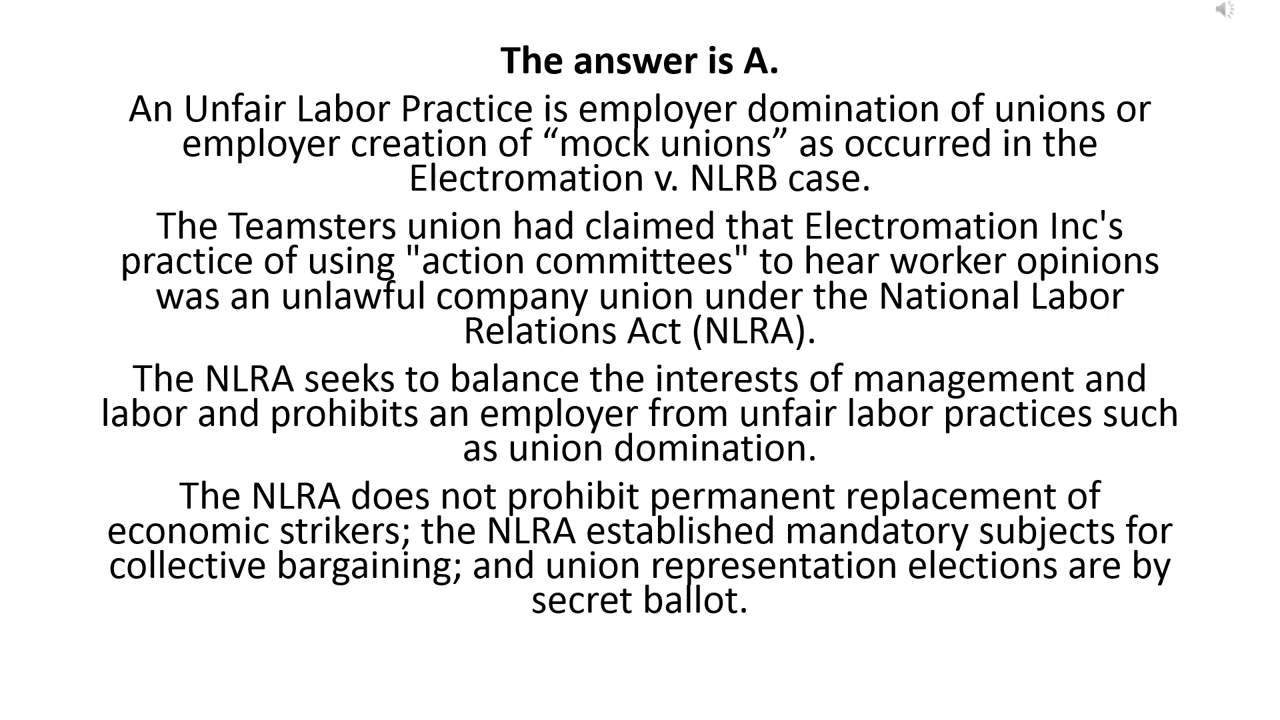 The answer is A.
An Unfair Labor Practice is employer domination of unions or
employer creation of “mock unions” as occurred in the
Electromation v. NLRB case.
The Teamsters union had claimed that Electromation Inc's
practice of using "action committees" to hear worker opinions
was an unlawful company union under the National Labor
Relations Act (NLRA).
The NLRA seeks to balance the interests of management and
labor and prohibits an employer from unfair labor practices such
as union domination.
The NLRA does not prohibit permanent replacement of
economic strikers; the NLRA established mandatory subjects for
collective bargaining; and union representation elections are by
secret ballot.